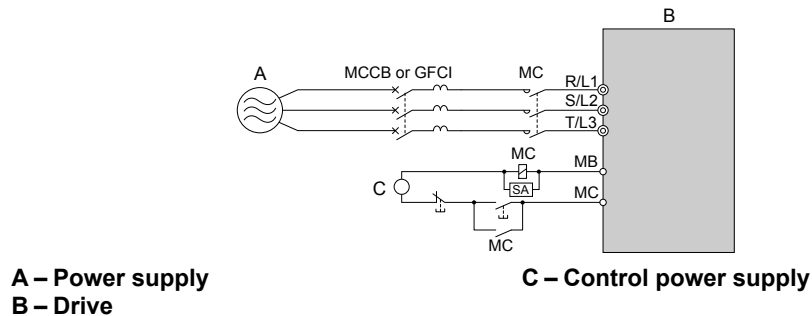 B
A
MCCB or GFCI
MC
R/L1
S/L2
T/L3
MC
MB
C
SA
MC
MC
A – Power supply
B – Drive
C – Control power supply